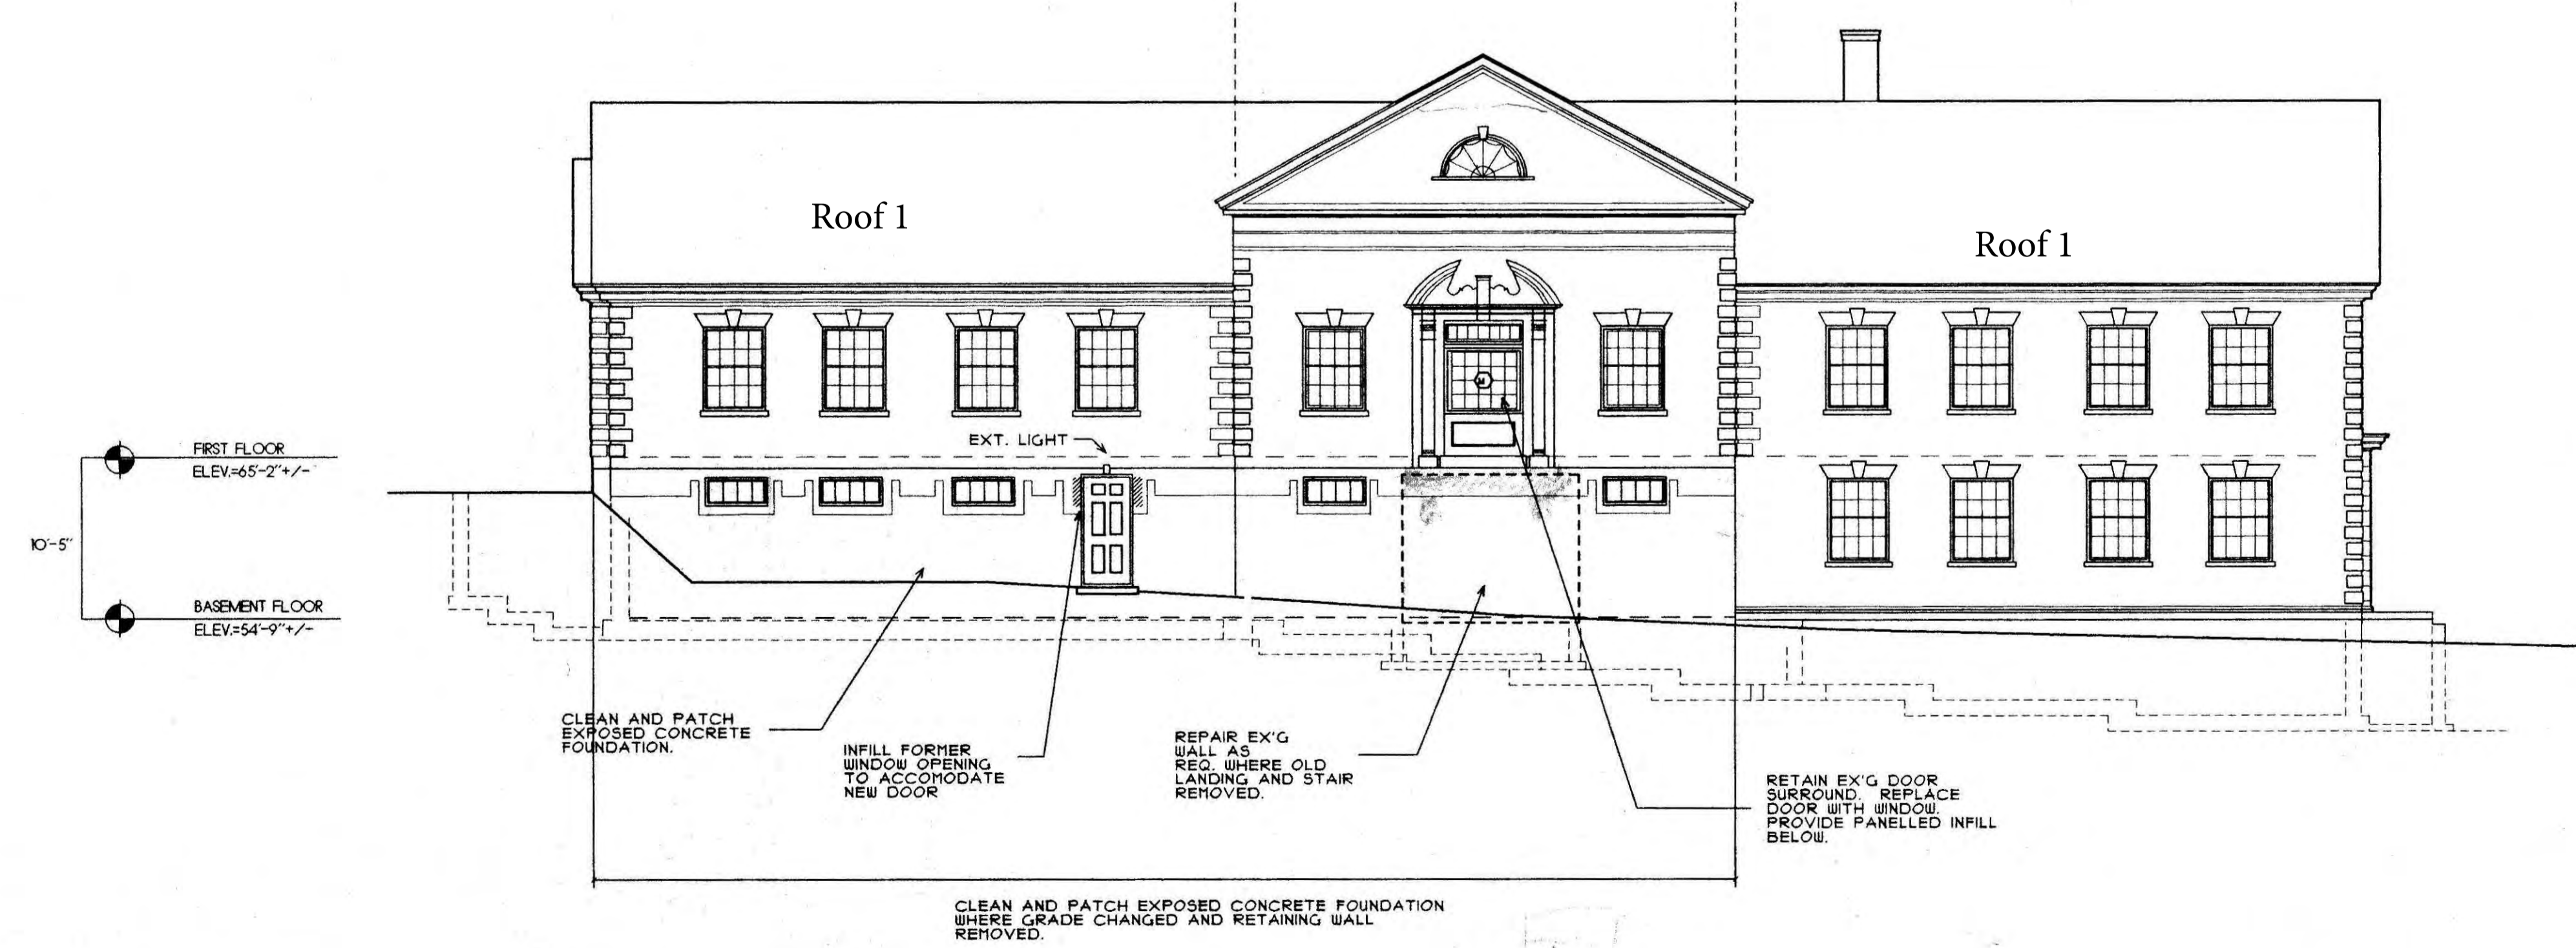 Roof 1
Roof 1
EXT. LIGHT
FIRST FLOOR
ELEV.=65'-2"+/-
10'-5"
BASEMENT FLOOR
ELEV.=54'-9"+/-
CLEAN AND PATCH
EXPOSED CONCRETE
FOUNDATION.
INFILL FORMER
WINDOW OPENING
TO ACCOMODATE
NEW DOOR
REPAIR EX'G
WALL AS
REQ. WHERE OLD
LANDING AND STAIR
REMOVED.
RETAIN EX'G DOOR
SURROUND. REPLACE
DOOR WITH WINDOW.
PROVIDE PANELLED INFILL
BELOW.
CLEAN AND PATCH EXPOSED CONCRETE FOUNDATION
WHERE GRADE CHANGED AND RETAINING WALL
REMOVED.